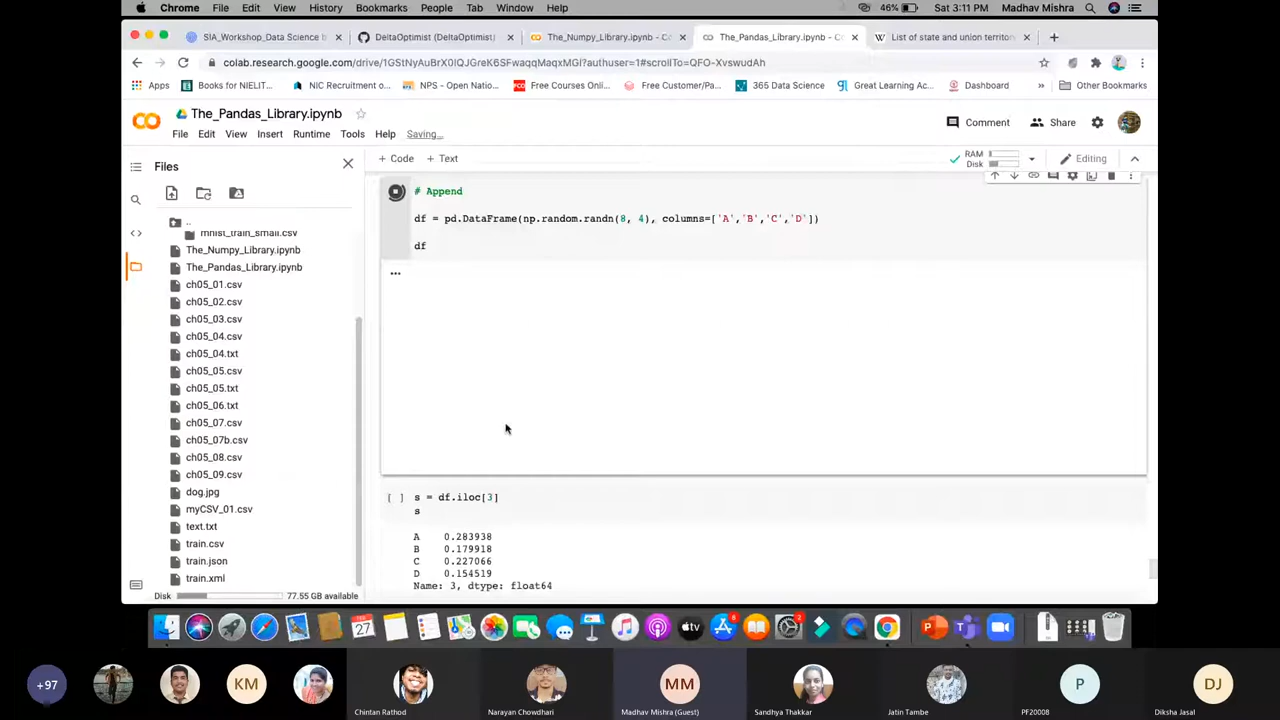 Chrome File Edit View History Bookmarks People Tab Window Help 46% Sat 3:11 PM Madhav Mishra
SIA_Workshop_Data Science b DeltaOptimist (DeltaOptimist) The_Numpy_Library.ipynb - C The_Pandas_Library.ipynb - C List of state and union territor
colab.research.google.com/drive/1GStNyAuBrX0lQJGreK6SFwaqqMaqxMGl?authuser=1#scrollTo=QFO-XvswudAh
Apps Books for NIELIT... NIC Recruitment o... NPS - Open Natio... Free Courses Onli... Free Customer/Pa... 365 Data Science Great Learning Ac... Dashboard » Other Bookmarks
The_Pandas_Library.ipynb
Comment Share
File Edit View Insert Runtime Tools Help Saving...
Files
+ Code + Text
RAM
Disk
Editing
..
mnist_train_small.csv
The_Numpy_Library.ipynb
The_Pandas_Library.ipynb
ch05_01.csv
ch05_02.csv
ch05_03.csv
ch05_04.csv
ch05_04.txt
ch05_05.csv
ch05_05.txt
ch05_06.txt
ch05_07.csv
ch05_07b.csv
ch05_08.csv
ch05_09.csv
dog.jpg
myCSV_01.csv
text.txt
train.csv
train.json
train.xml
Disk 77.55 GB available
# Append
df = pd.DataFrame(np.random.randn(8, 4), columns=['A','B','C','D'])
df
...
[ ] s = df.iloc[3]
s
A 0.283938
B 0.179918
C 0.227066
D 0.154519
Name: 3, dtype: float64
FEB
27
tv
+97 KM MM P DJ
Chintan Rathod Narayan Chowdhari Madhav Mishra (Guest) Sandhya Thakkar Jatin Tambe PF20008 Diksha Jasal